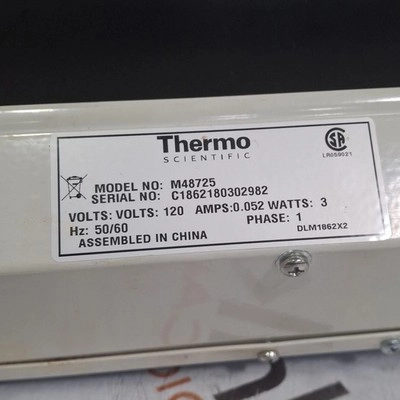 Thermo
SCIENTIFIC
LR058021
MODEL NO: M48725
SERIAL NO: C1862180302982
VOLTS: VOLTS: 120 AMPS:0.052 WATTS: 3
Hz: 50/60 PHASE: 1
ASSEMBLED IN CHINA
DLM1862X2